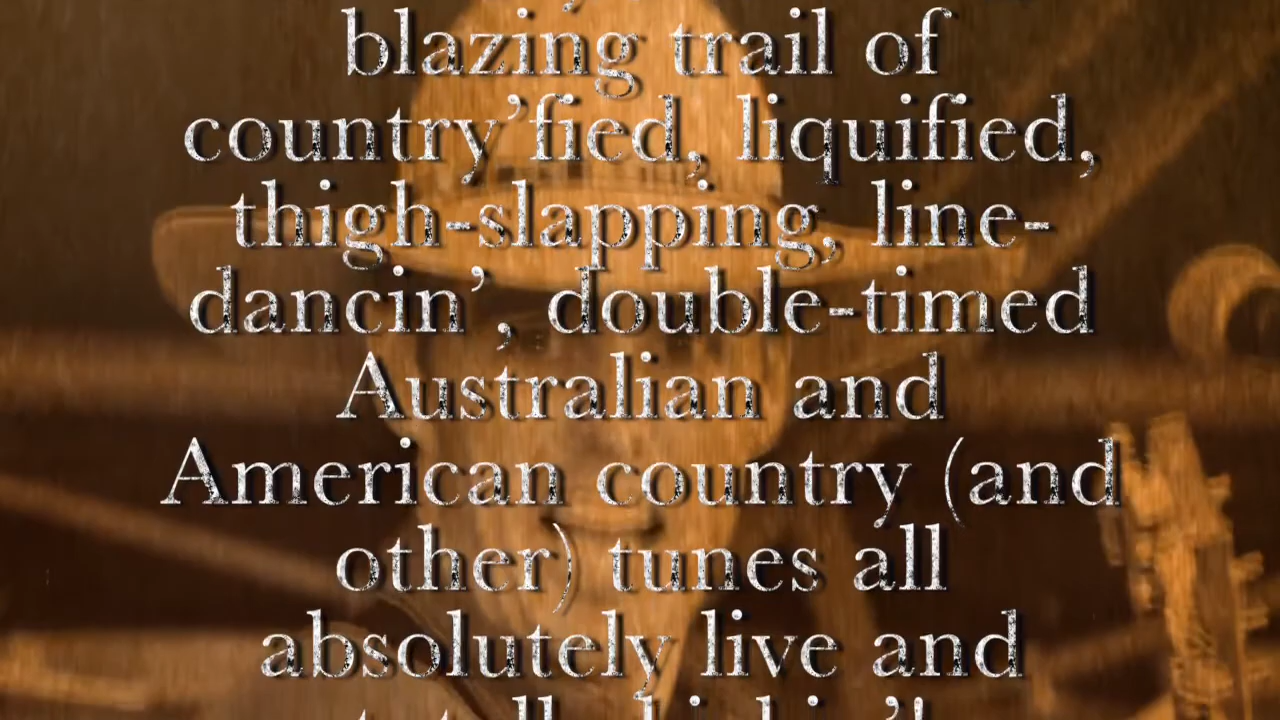 blazing trail of
country’fied, liquified,
thigh-slapping, line-
dancin’, double-timed
Australian and
American country (and
other) tunes all
absolutely live and